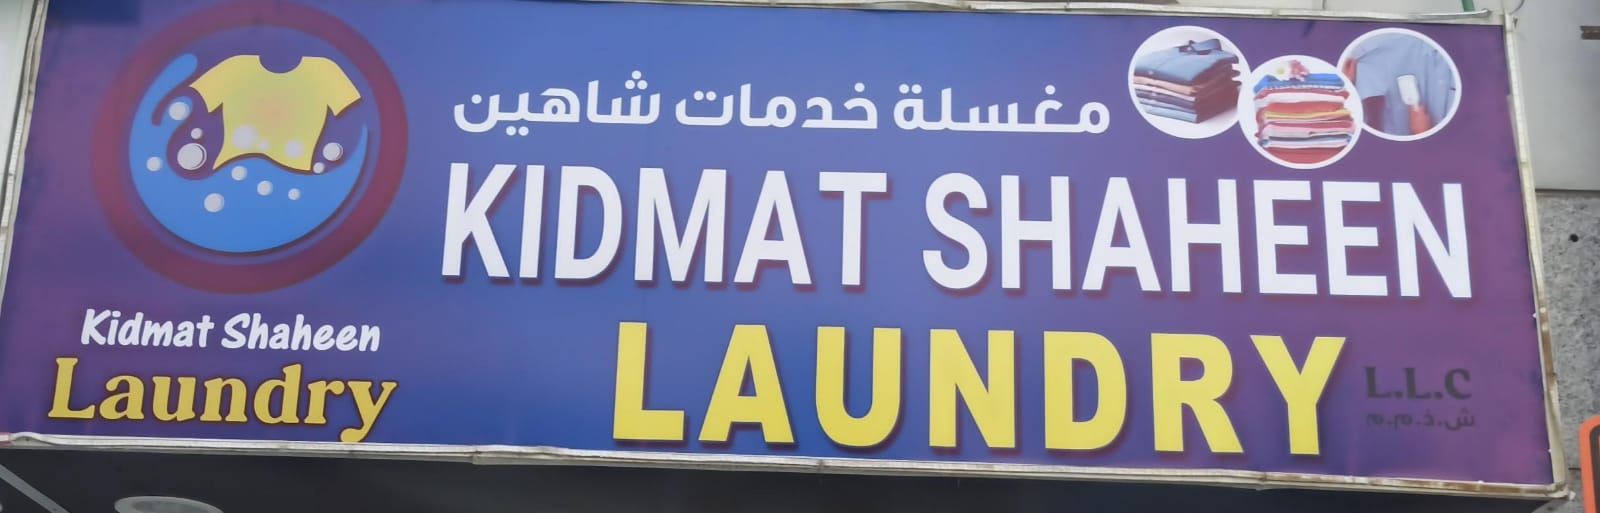 مغسلة خدمات شاهين
KIDMAT SHAHEEN
LAUNDRY
L.L.C
ش.ذ.م.م
Kidmat Shaheen
Laundry